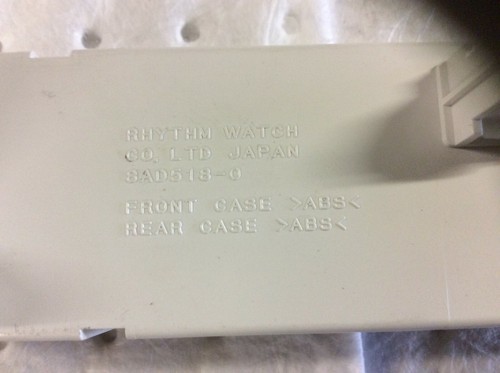 RHYTHM WATCH
CO, LTD JAPAN
8AD518-0
FRONT CASE >ABS<
REAR CASE >ABS<